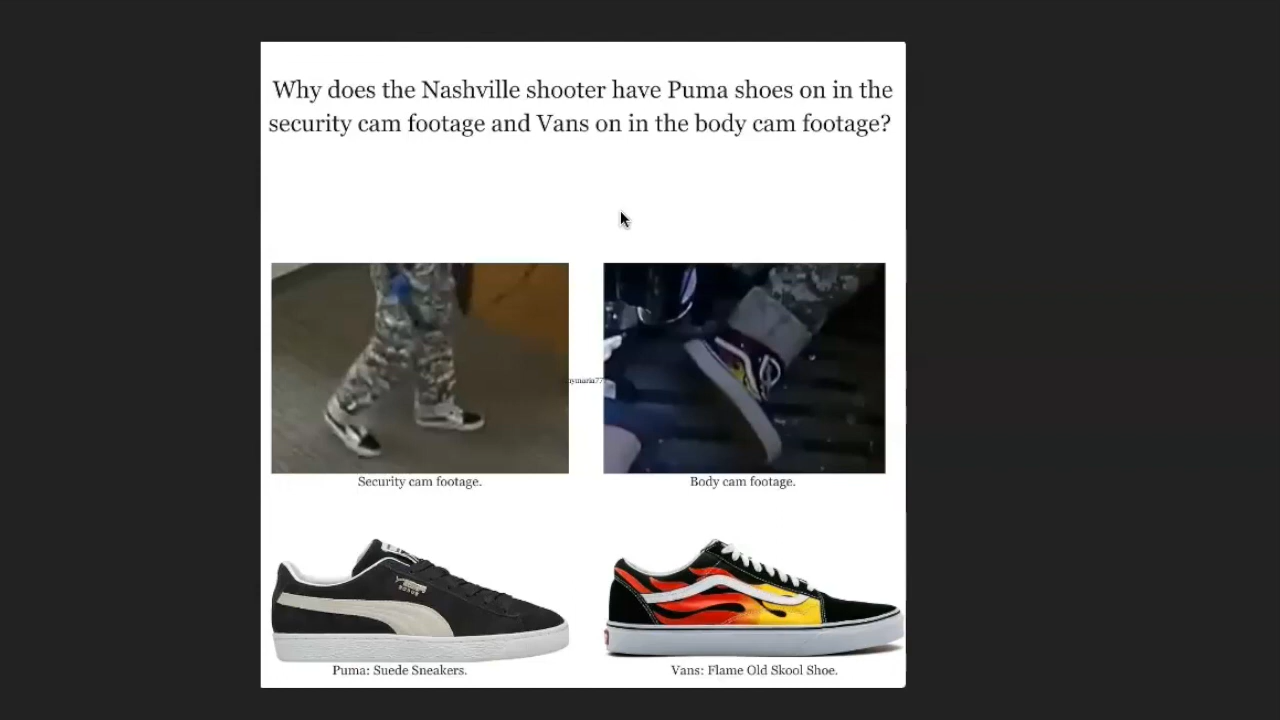 Why does the Nashville shooter have Puma shoes on in the
security cam footage and Vans on in the body cam footage?
Security cam footage.
Body cam footage.
Puma: Suede Sneakers.
Vans: Flame Old Skool Shoe.